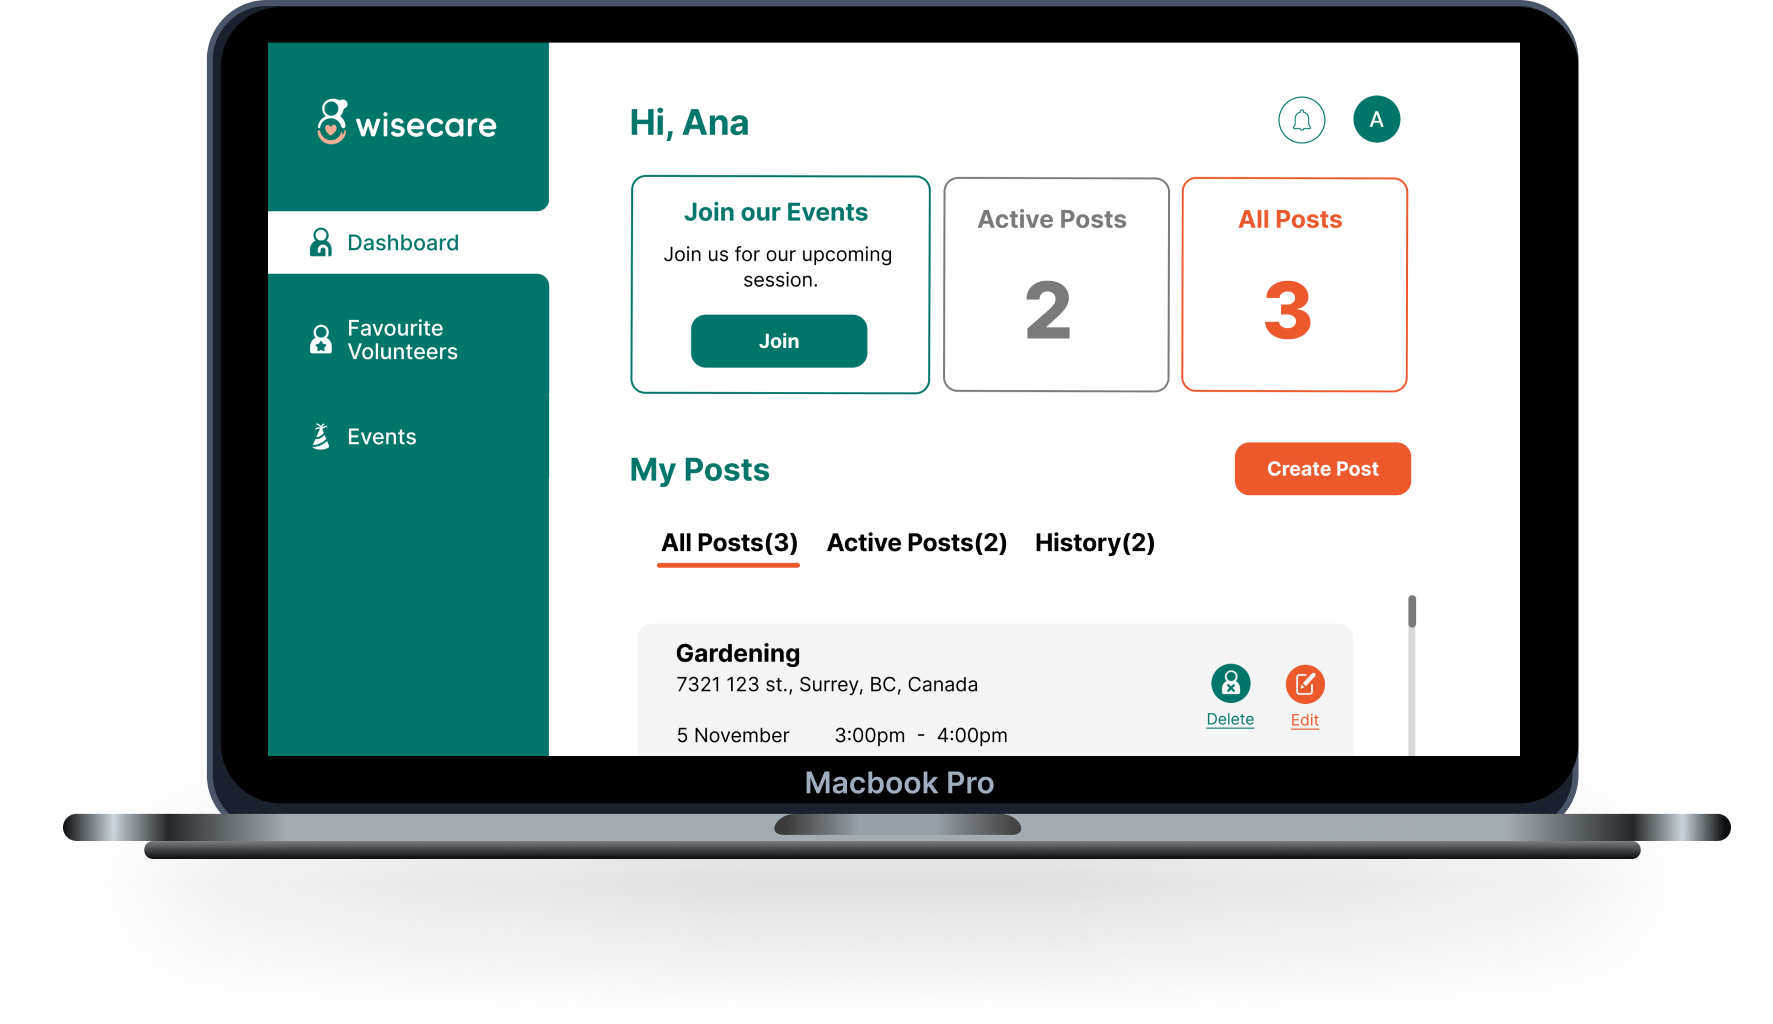 wisecare
Dashboard
Favourite
Volunteers
Events
Hi, Ana
A
Join our Events
Join us for our upcoming
session.
Join
Active Posts
2
All Posts
3
My Posts
Create Post
All Posts(3)
Active Posts(2)
History(2)
Gardening
7321 123 st., Surrey, BC, Canada
5 November
3:00pm - 4:00pm
Delete
Edit
Macbook Pro